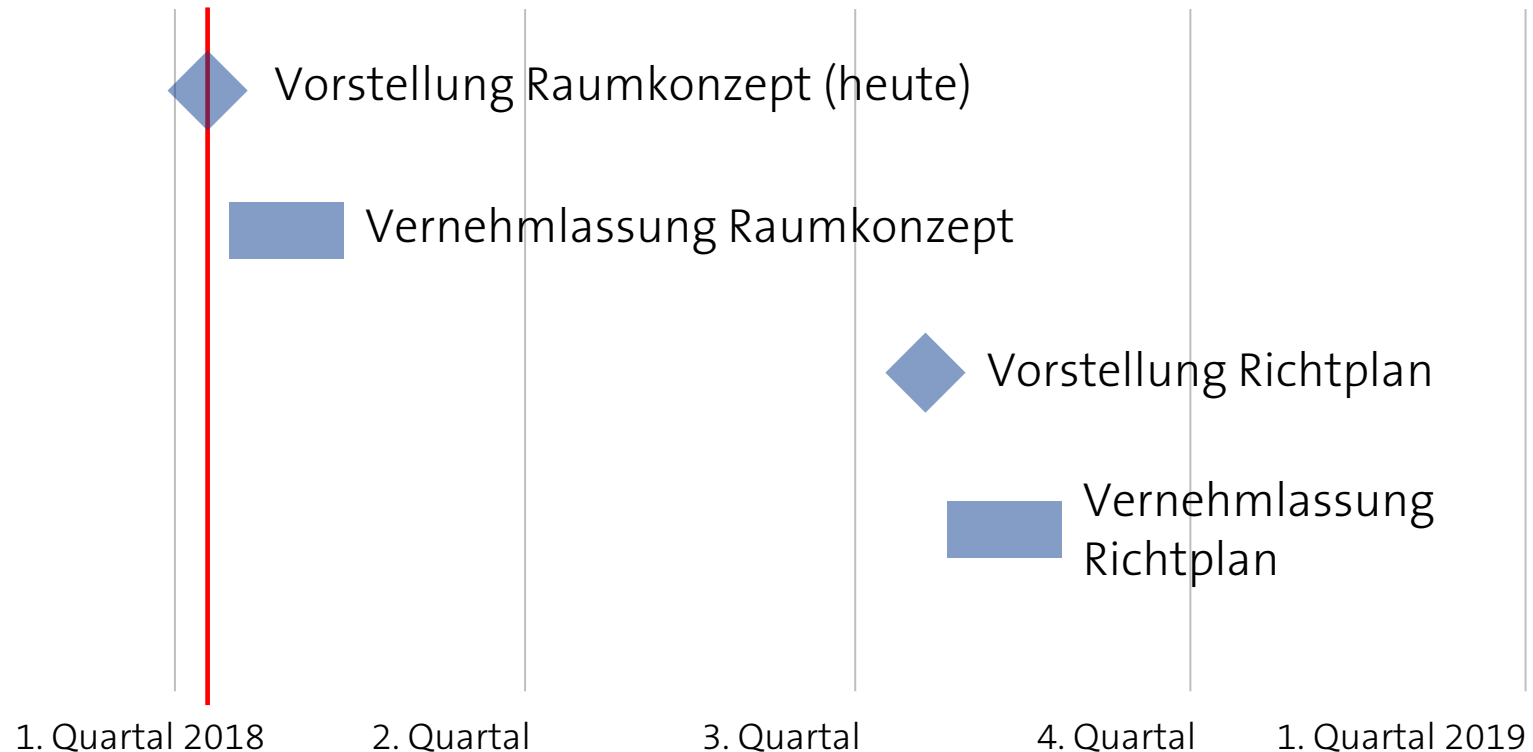 Vorstellung Raumkonzept (heute)
Vernehmlassung Raumkonzept
Vorstellung Richtplan
Vernehmlassung
Richtplan
1. Quartal 2018 2. Quartal 3. Quartal 4. Quartal 1. Quartal 2019